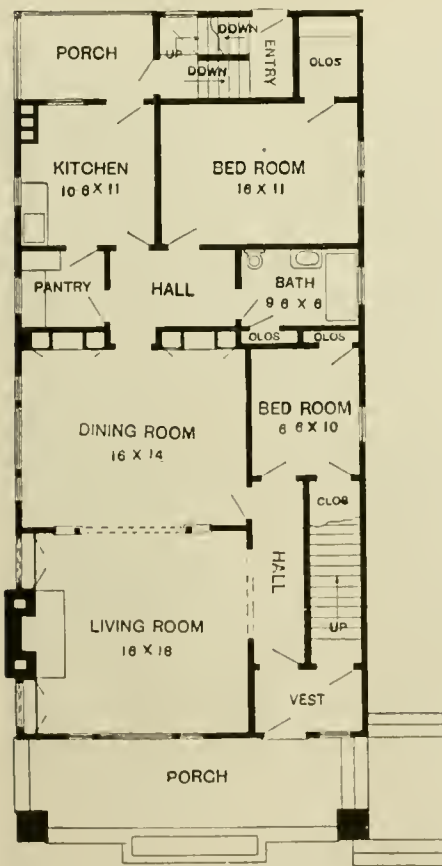 PORCH
UP
DOWN
DOWN
ENTRY
CLOS
KITCHEN
10 6 X 11
BED ROOM
16 X 11
PANTRY
HALL
BATH
9 6 X 6
CLOS
CLOS
DINING ROOM
16 X 14
BED ROOM
6 6 X 10
CLOS
HALL
UP
LIVING ROOM
16 X 16
VEST
PORCH